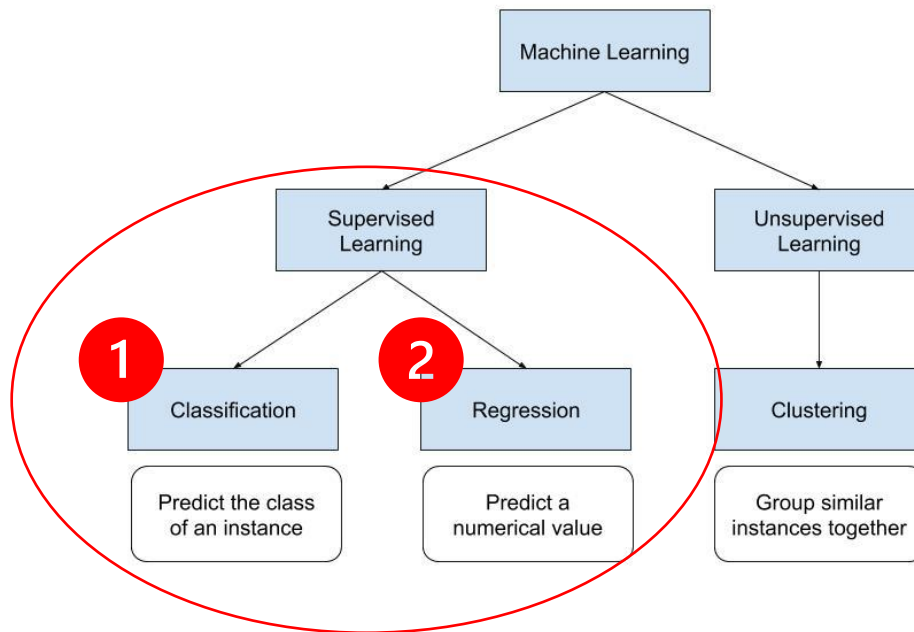 Machine Learning
Supervised
Learning
Unsupervised
Learning
1
2
Classification
Regression
Clustering
Predict the class
of an instance
Predict a
numerical value
Group similar
instances together